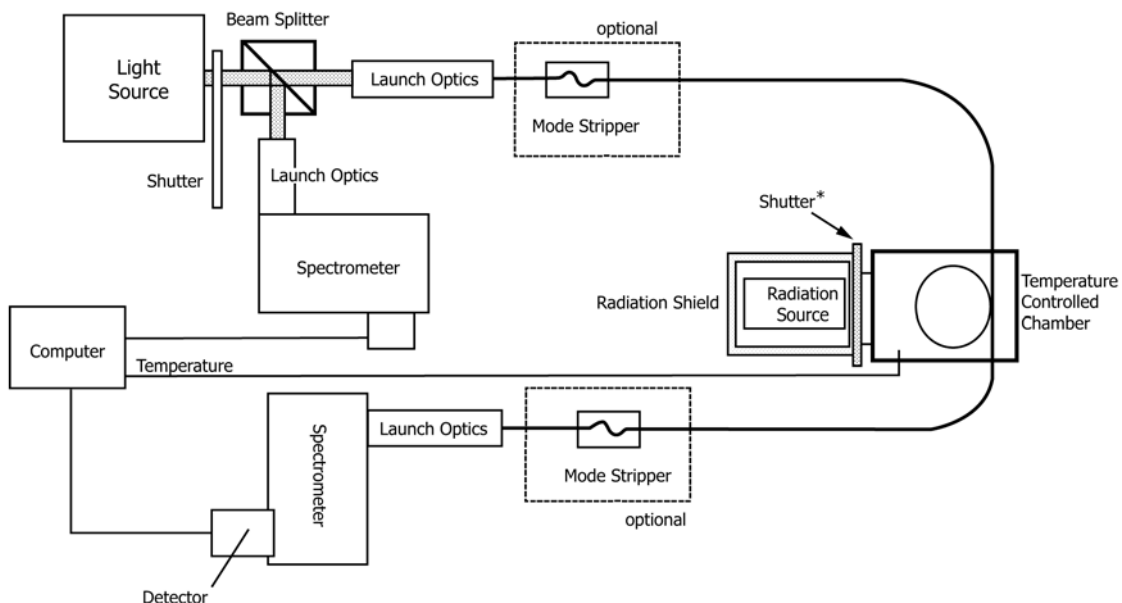 Beam Splitter
optional
Light
Source
Launch Optics
Mode Stripper
Shutter
Launch Optics
Shutter*
Spectrometer
Radiation Shield
Radiation
Source
Temperature
Controlled
Chamber
Computer
Temperature
Launch Optics
Spectrometer
Mode Stripper
optional
Detector